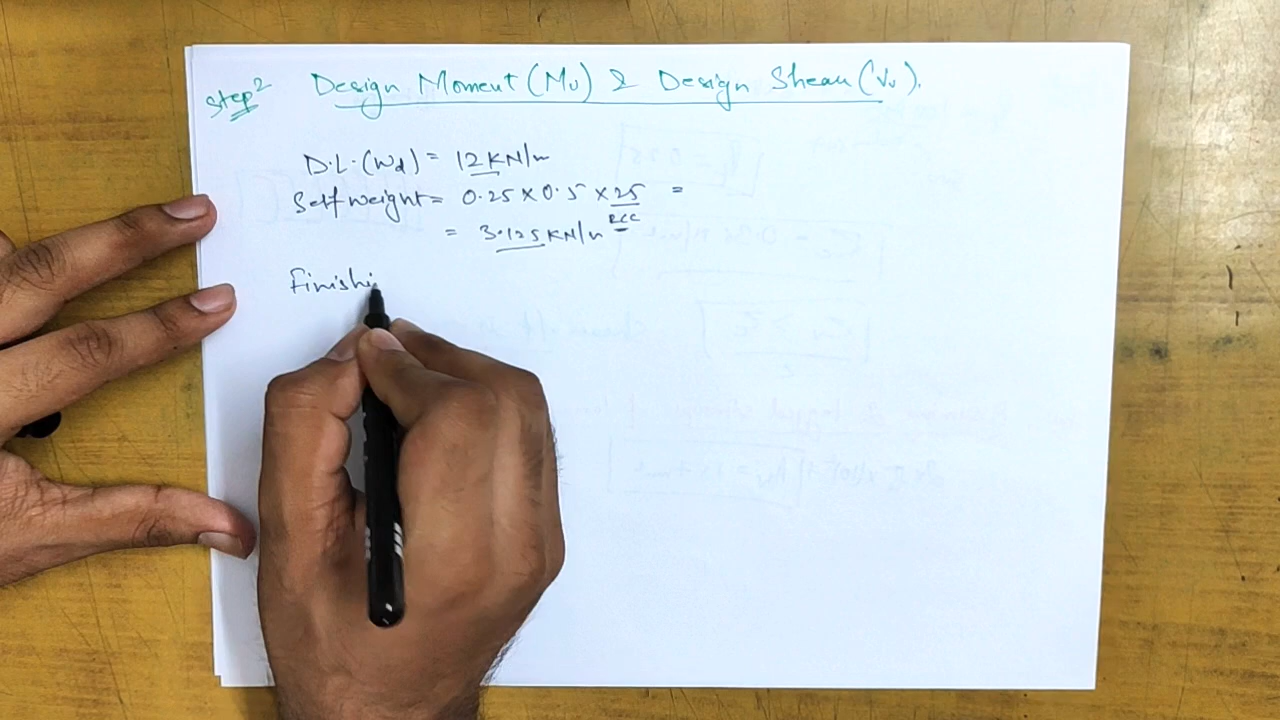 Step 2 Design Moment (Mu) & Design Shear (Vu).
D.L. (Wd) = 12 KN/m
Self weight = 0.25 × 0.5 × 25 =
RCC
= 3.125 KN/m
Finishi